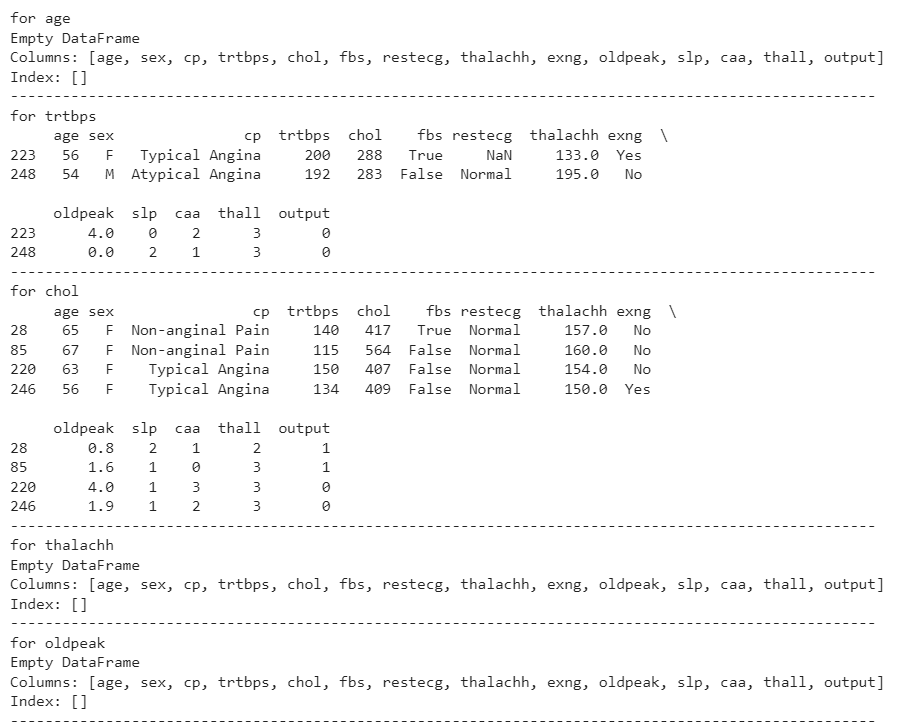 for age
Empty DataFrame
Columns: [age, sex, cp, trtbps, chol, fbs, restecg, thalachh, exng, oldpeak, slp, caa, thall, output]
Index: []
----------------------------------------------------------------------------------------------------
for trtbps
     age sex               cp  trtbps  chol    fbs restecg  thalachh exng  \
223   56   F   Typical Angina     200   288   True     NaN     133.0  Yes
248   54   M  Atypical Angina     192   283  False  Normal     195.0   No
     oldpeak  slp  caa  thall  output
223      4.0    0    2      3       0
248      0.0    2    1      3       0
----------------------------------------------------------------------------------------------------
for chol
     age sex                cp  trtbps  chol    fbs restecg  thalachh exng  \
28    65   F  Non-anginal Pain     140   417   True  Normal     157.0   No
85    67   F  Non-anginal Pain     115   564  False  Normal     160.0   No
220   63   F    Typical Angina     150   407  False  Normal     154.0   No
246   56   F    Typical Angina     134   409  False  Normal     150.0  Yes
     oldpeak  slp  caa  thall  output
28       0.8    2    1      2       1
85       1.6    1    0      3       1
220      4.0    1    3      3       0
246      1.9    1    2      3       0
----------------------------------------------------------------------------------------------------
for thalachh
Empty DataFrame
Columns: [age, sex, cp, trtbps, chol, fbs, restecg, thalachh, exng, oldpeak, slp, caa, thall, output]
Index: []
----------------------------------------------------------------------------------------------------
for oldpeak
Empty DataFrame
Columns: [age, sex, cp, trtbps, chol, fbs, restecg, thalachh, exng, oldpeak, slp, caa, thall, output]
Index: []
----------------------------------------------------------------------------------------------------